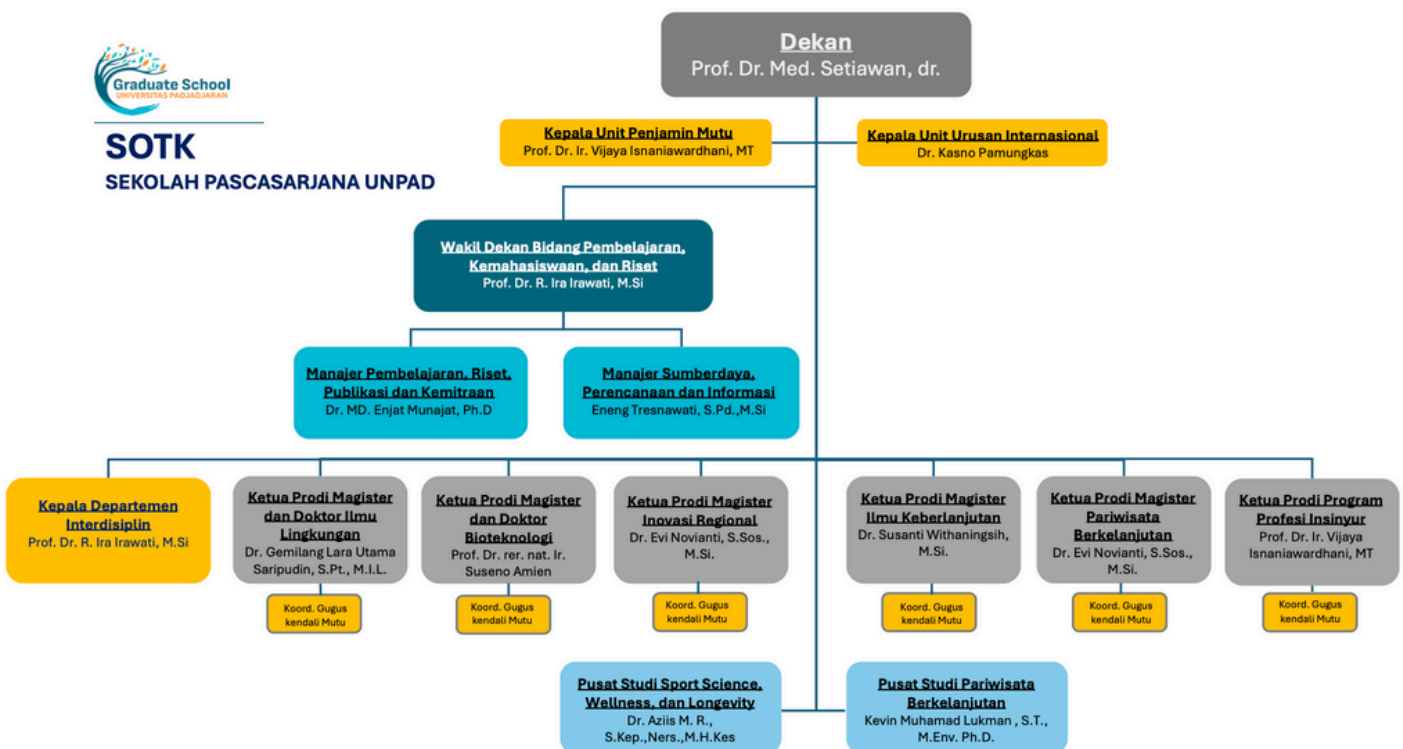 Graduate School
UNIVERSITAS PADJADJARAN
SOTK
SEKOLAH PASCASARJANA UNPAD
Dekan
Prof. Dr. Med. Setiawan, dr.
Kepala Unit Penjamin Mutu
Prof. Dr. Ir. Vijaya Isnaniawardhani, MT
Kepala Unit Urusan Internasional
Dr. Kasno Pamungkas
Wakil Dekan Bidang Pembelajaran,
Kemahasiswaan, dan Riset
Prof. Dr. R. Ira Irawati, M.Si
Manajer Pembelajaran, Riset,
Publikasi dan Kemitraan
Dr. MD. Enjat Munajat, Ph.D
Manajer Sumberdaya,
Perencanaan dan Informasi
Eneng Tresnawati, S.Pd.,M.Si
Kepala Departemen
Interdisiplin
Prof. Dr. R. Ira Irawati, M.Si
Ketua Prodi Magister
dan Doktor Ilmu
Lingkungan
Dr. Gemilang Lara Utama
Saripudin, S.Pt., M.I.L.
Koord. Gugus
kendali Mutu
Ketua Prodi Magister
dan Doktor
Bioteknologi
Prof. Dr. rer. nat. Ir.
Suseno Amien
Koord. Gugus
kendali Mutu
Ketua Prodi Magister
Inovasi Regional
Dr. Evi Novianti, S.Sos.,
M.Si.
Koord. Gugus
kendali Mutu
Ketua Prodi Magister
Ilmu Keberlanjutan
Dr. Susanti Withaningsih,
M.Si.
Koord. Gugus
kendali Mutu
Ketua Prodi Magister
Pariwisata
Berkelanjutan
Dr. Evi Novianti, S.Sos.,
M.Si.
Koord. Gugus
kendali Mutu
Ketua Prodi Program
Profesi Insinyur
Prof. Dr. Ir. Vijaya
Isnaniawardhani, MT
Koord. Gugus
kendali Mutu
Pusat Studi Sport Science,
Wellness, dan Longevity
Dr. Aziis M. R.,
S.Kep.,Ners.,M.H.Kes
Pusat Studi Pariwisata
Berkelanjutan
Kevin Muhamad Lukman , S.T.,
M.Env. Ph.D.